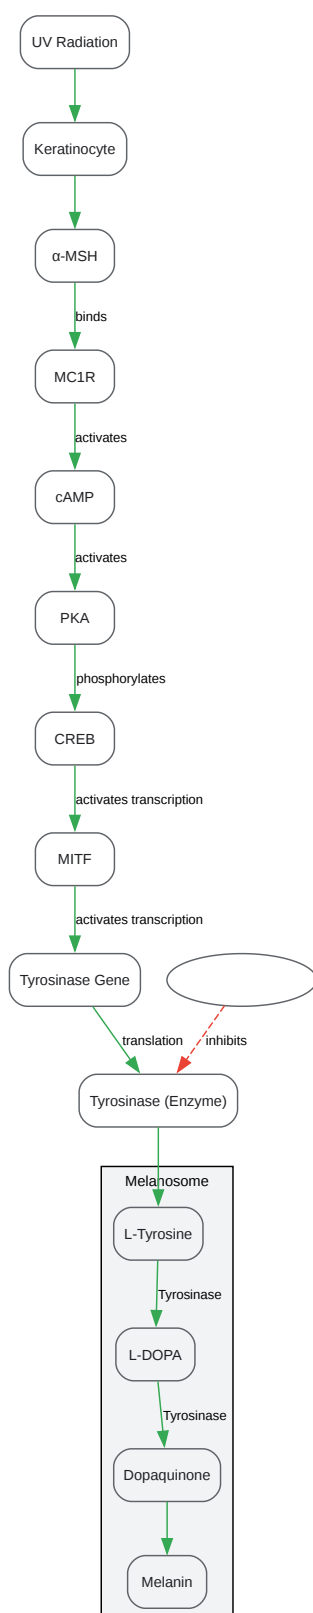 UV Radiation
Keratinocyte
α-MSH
binds
MC1R
activates
cAMP
activates
PKA
phosphorylates
CREB
activates transcription
MITF
activates transcription
Tyrosinase Gene
translation
inhibits
Tyrosinase (Enzyme)
Melanosome
L-Tyrosine
Tyrosinase
L-DOPA
Tyrosinase
Dopaquinone
Melanin